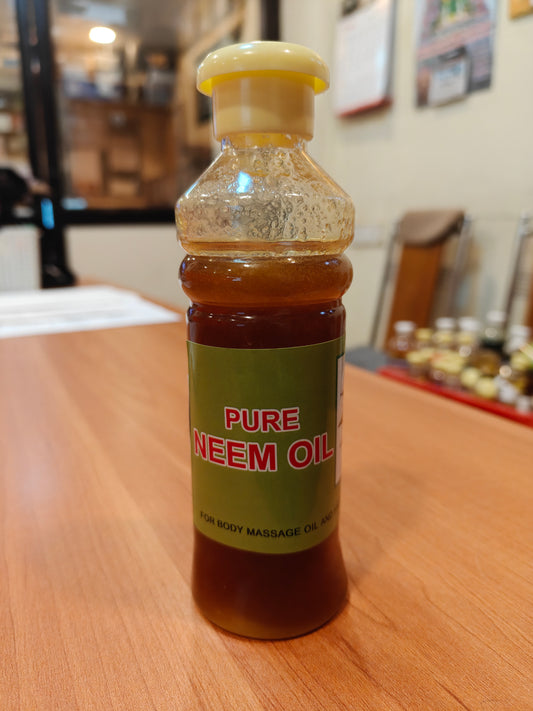 PURE
NEEM OIL
FOR BODY MASSAGE OIL AND